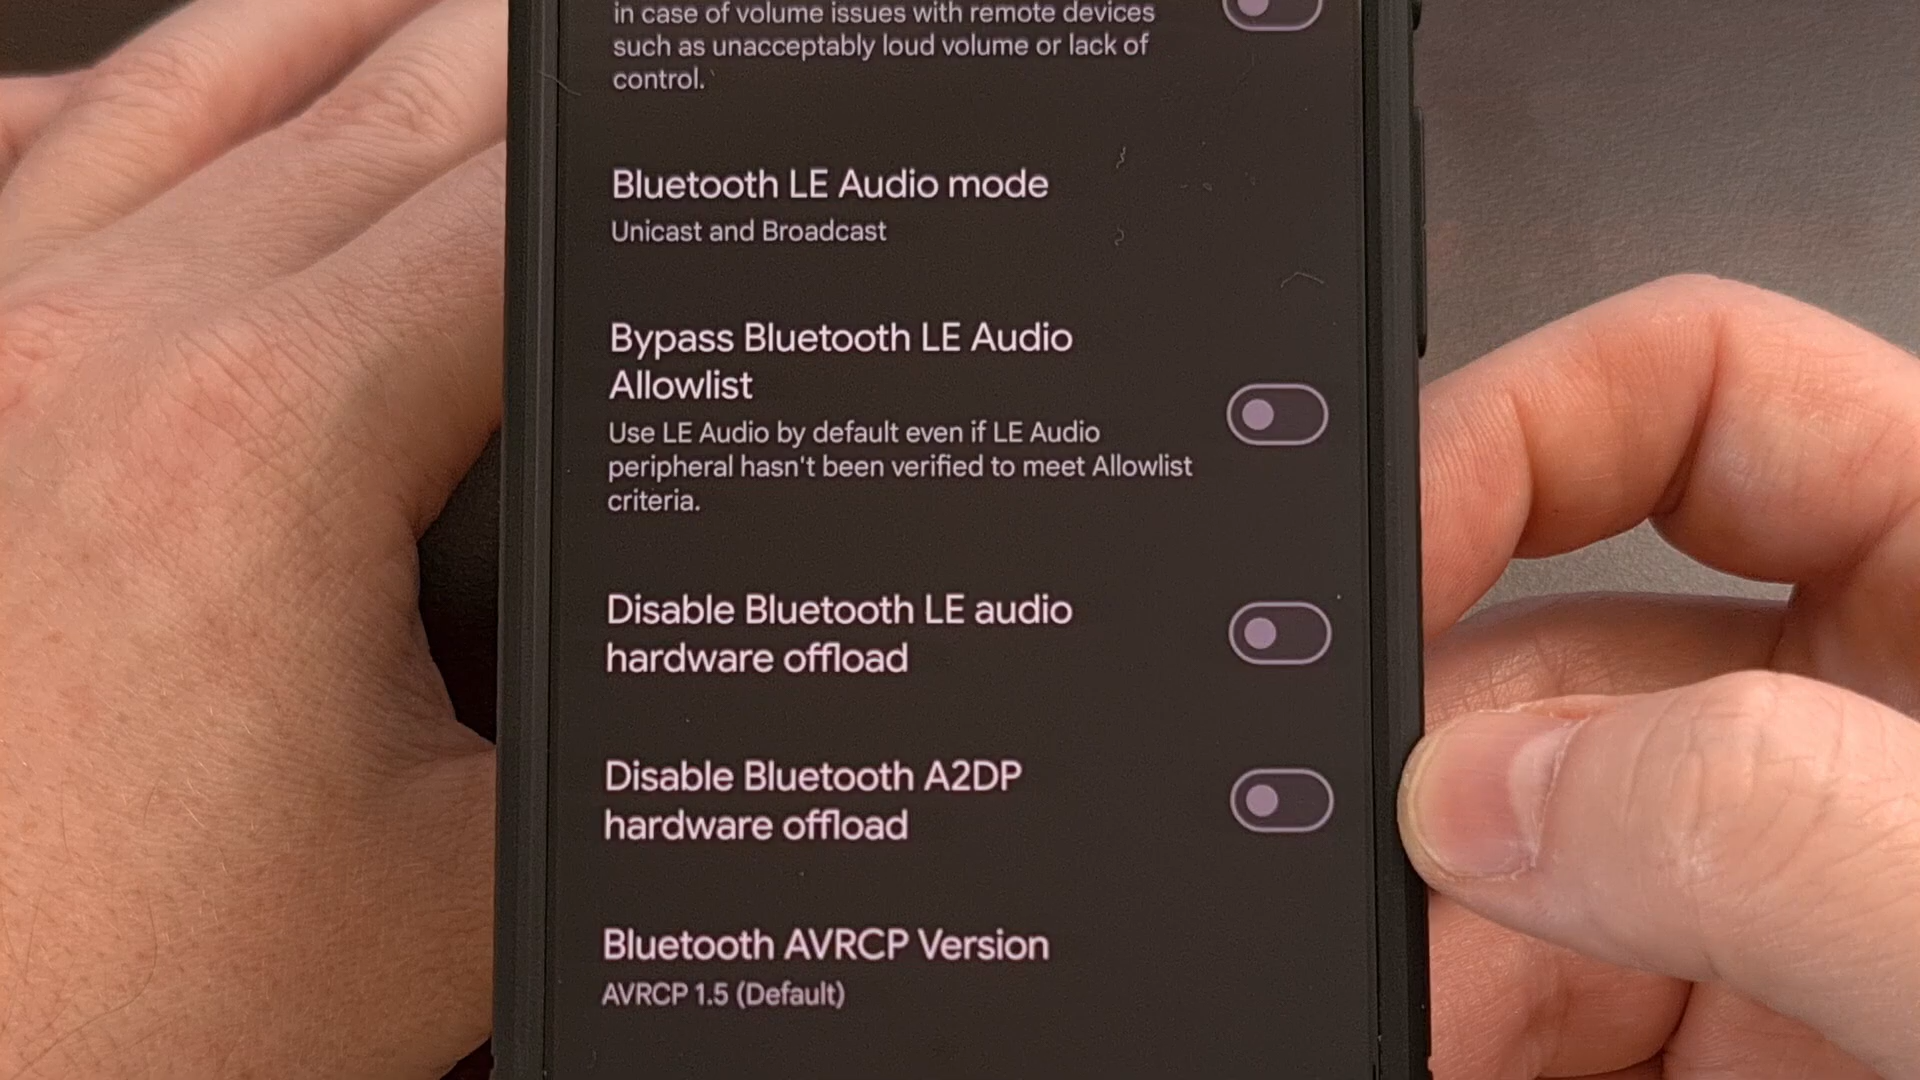 in case of volume issues with remote devices
such as unacceptably loud volume or lack of
control.
Bluetooth LE Audio mode
Unicast and Broadcast
Bypass Bluetooth LE Audio
Allowlist
Use LE Audio by default even if LE Audio
peripheral hasn't been verified to meet Allowlist
criteria.
Disable Bluetooth LE audio
hardware offload
Disable Bluetooth A2DP
hardware offload
Bluetooth AVRCP Version
AVRCP 1.5 (Default)